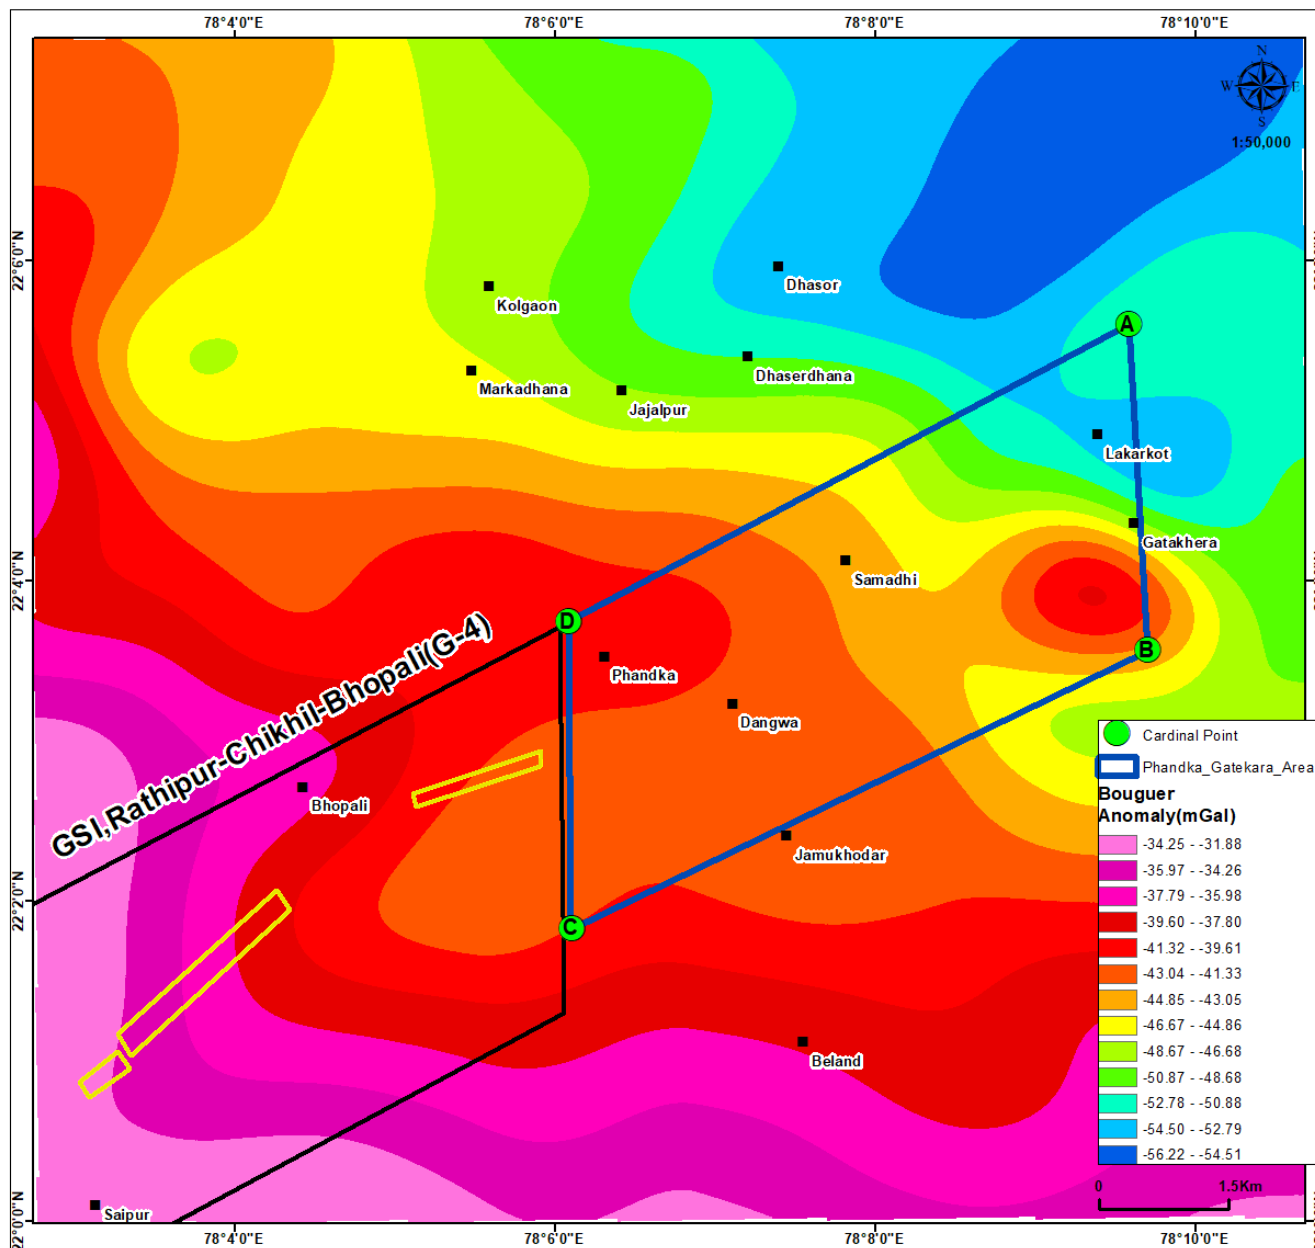 78°4'0"E
78°6'0"E
78°8'0"E
78°10'0"E
N
W
E
S
1:50,000
22°6'0"N
Dhasor
Kolgaon
A
Dhaserdhana
Markadhana
Jajalpur
Lakarkot
Gatakhera
22°4'0"N
Samadhi
D
GSI,Rathipur-Chikhil-Bhopali(G-4)
B
Phandka
Dangwa
Cardinal Point
Phandka_Gatekara_Area
Bhopali
Bouguer
Anomaly(mGal)
Jamukhodar
-34.25 - -31.88
-35.97 - -34.26
-37.79 - -35.98
22°2'0"N
C
-39.60 - -37.80
-41.32 - -39.61
-43.04 - -41.33
-44.85 - -43.05
-46.67 - -44.86
-48.67 - -46.68
Beland
-50.87 - -48.68
-52.78 - -50.88
-54.50 - -52.79
-56.22 - -54.51
0
1.5Km
Saipur
22°0'0"N
78°4'0"E
78°6'0"E
78°8'0"E
78°10'0"E